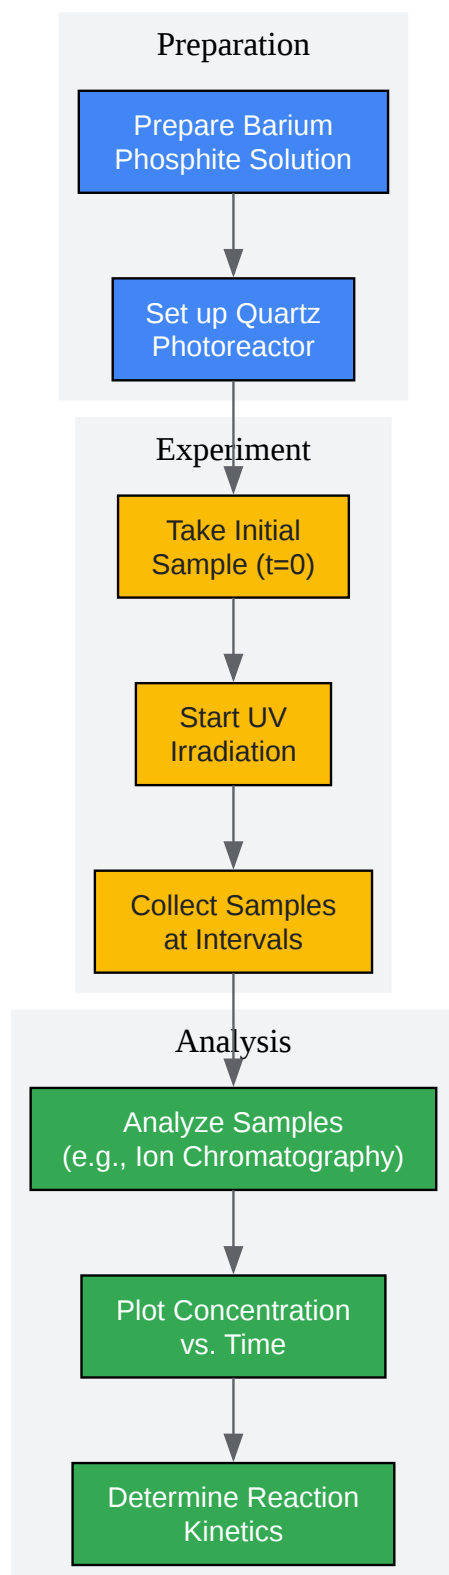 Preparation
Prepare Barium
Phosphite Solution
Set up Quartz
Photoreactor
Experiment
Take Initial
Sample (t=0)
Start UV
Irradiation
Collect Samples
at Intervals
Analysis
Analyze Samples
(e.g., Ion Chromatography)
Plot Concentration
vs. Time
Determine Reaction
Kinetics